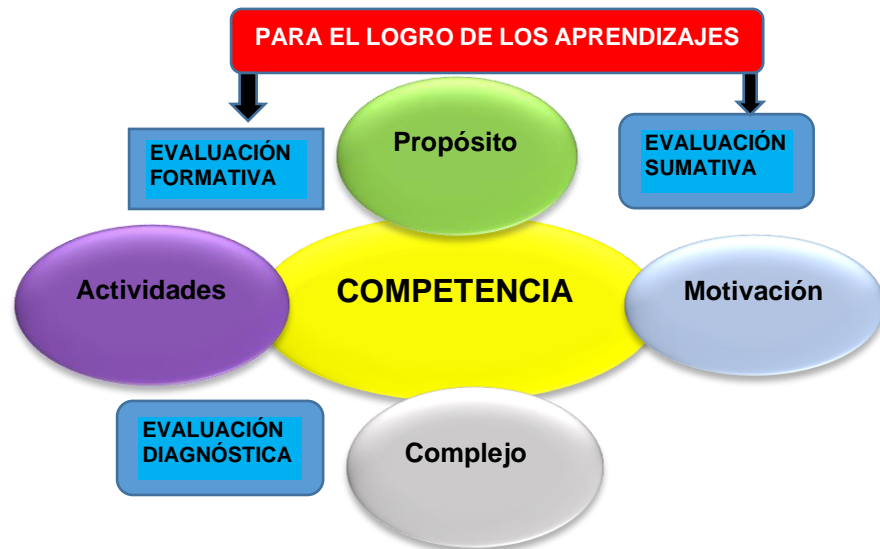 PARA EL LOGRO DE LOS APRENDIZAJES
EVALUACIÓN
FORMATIVA
Propósito
EVALUACIÓN
SUMATIVA
Actividades
COMPETENCIA
Motivación
EVALUACIÓN
DIAGNÓSTICA
Complejo